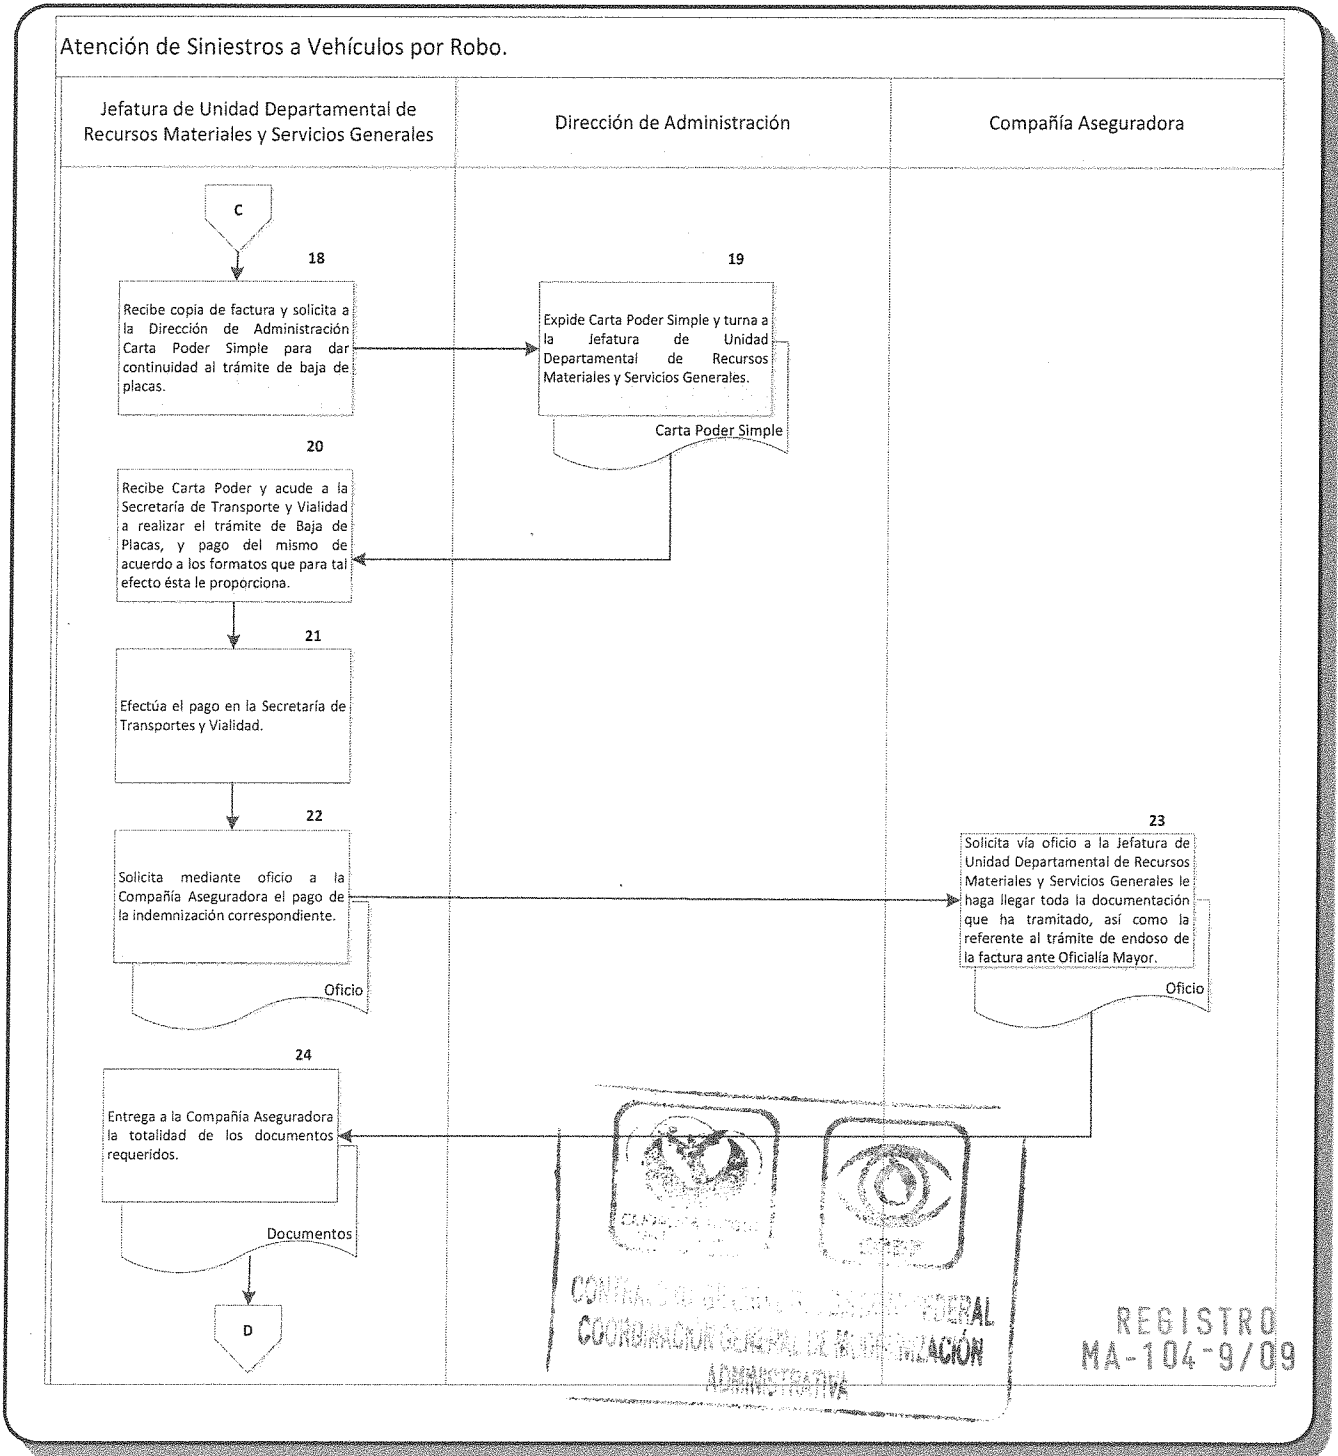 Atención de Siniestros a Vehículos por Robo.
Jefatura de Unidad Departamental de
Recursos Materiales y Servicios Generales
Dirección de Administración
Compañía Aseguradora
C
18
Recibe copia de factura y solicita a
la Dirección de Administración
Carta Poder Simple para dar
continuidad al trámite de baja de
placas.
19
Expide Carta Poder Simple y turna a
la Jefatura de Unidad
Departamental de Recursos
Materiales y Servicios Generales.
Carta Poder Simple
20
Recibe Carta Poder y acude a la
Secretaría de Transporte y Vialidad
a realizar el trámite de Baja de
Placas, y pago del mismo de
acuerdo a los formatos que para tal
efecto ésta le proporciona.
21
Efectúa el pago en la Secretaría de
Transportes y Vialidad.
22
Solicita mediante oficio a la
Compañía Aseguradora el pago de
la indemnización correspondiente.
Oficio
23
Solicita vía oficio a la Jefatura de
Unidad Departamental de Recursos
Materiales y Servicios Generales le
haga llegar toda la documentación
que ha tramitado, así como la
referente al trámite de endoso de
la factura ante Oficialía Mayor.
Oficio
24
Entrega a la Compañía Aseguradora
la totalidad de los documentos
requeridos.
Documentos
D
COORDINACIÓN GENERAL DE MODERNIZACIÓN
ADMINISTRATIVA
REGISTRO
MA-104-9/09